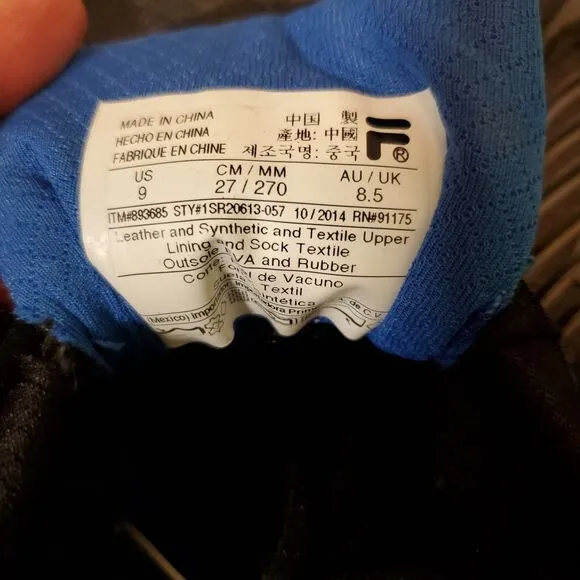 MADE IN CHINA
HECHO EN CHINA
FABRIQUE EN CHINE
中国 製
產地: 中國
제조국명: 중국
F®
US CM / MM AU / UK
9 27 / 270 8.5
ITM#893685 STY#1SR20613-057 10/2014 RN#91175
Leather and Synthetic and Textile Upper
Lining and Sock Textile
Outsole EVA and Rubber
de Vacuno
Textil
(Mexico)